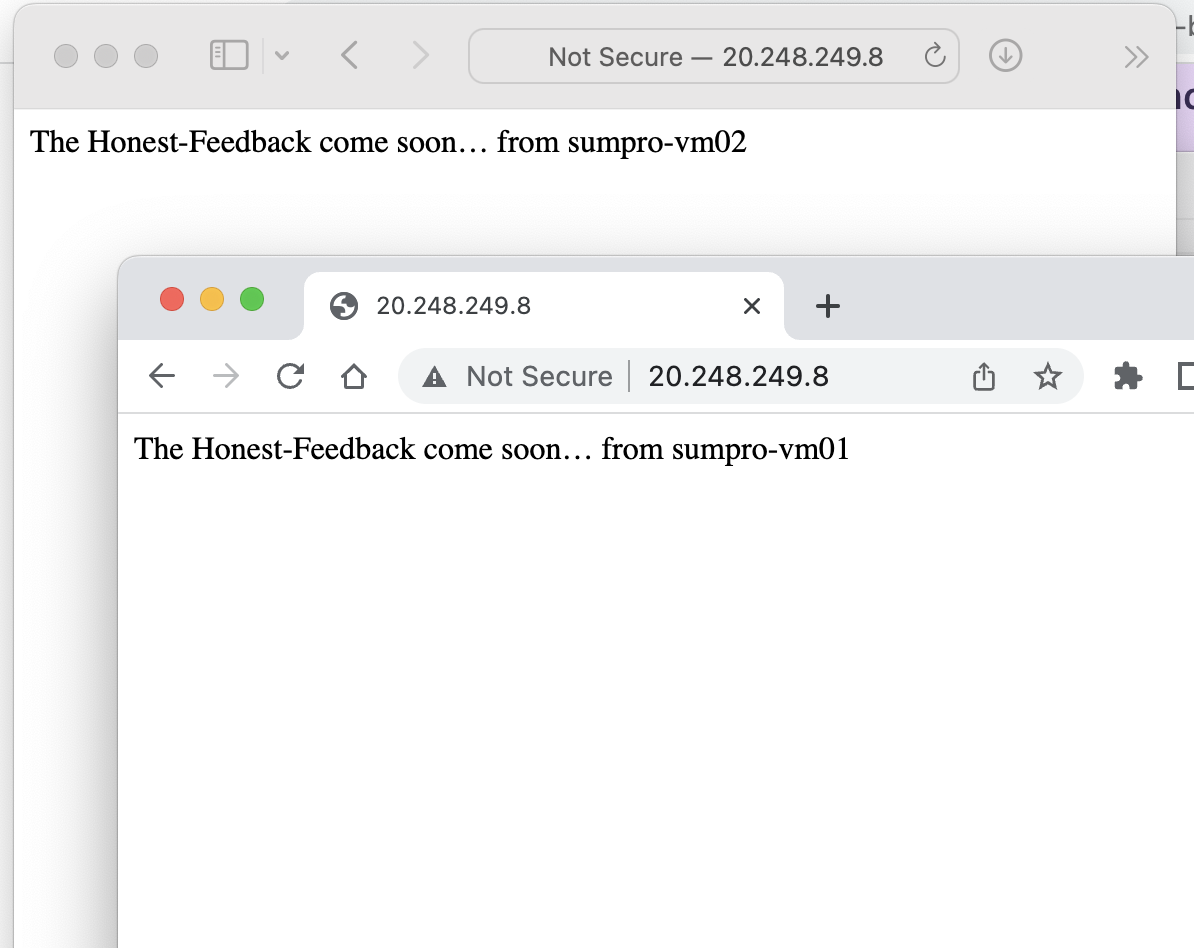 Not Secure — 20.248.249.8
The Honest-Feedback come soon… from sumpro-vm02
20.248.249.8
Not Secure 20.248.249.8
The Honest-Feedback come soon… from sumpro-vm01